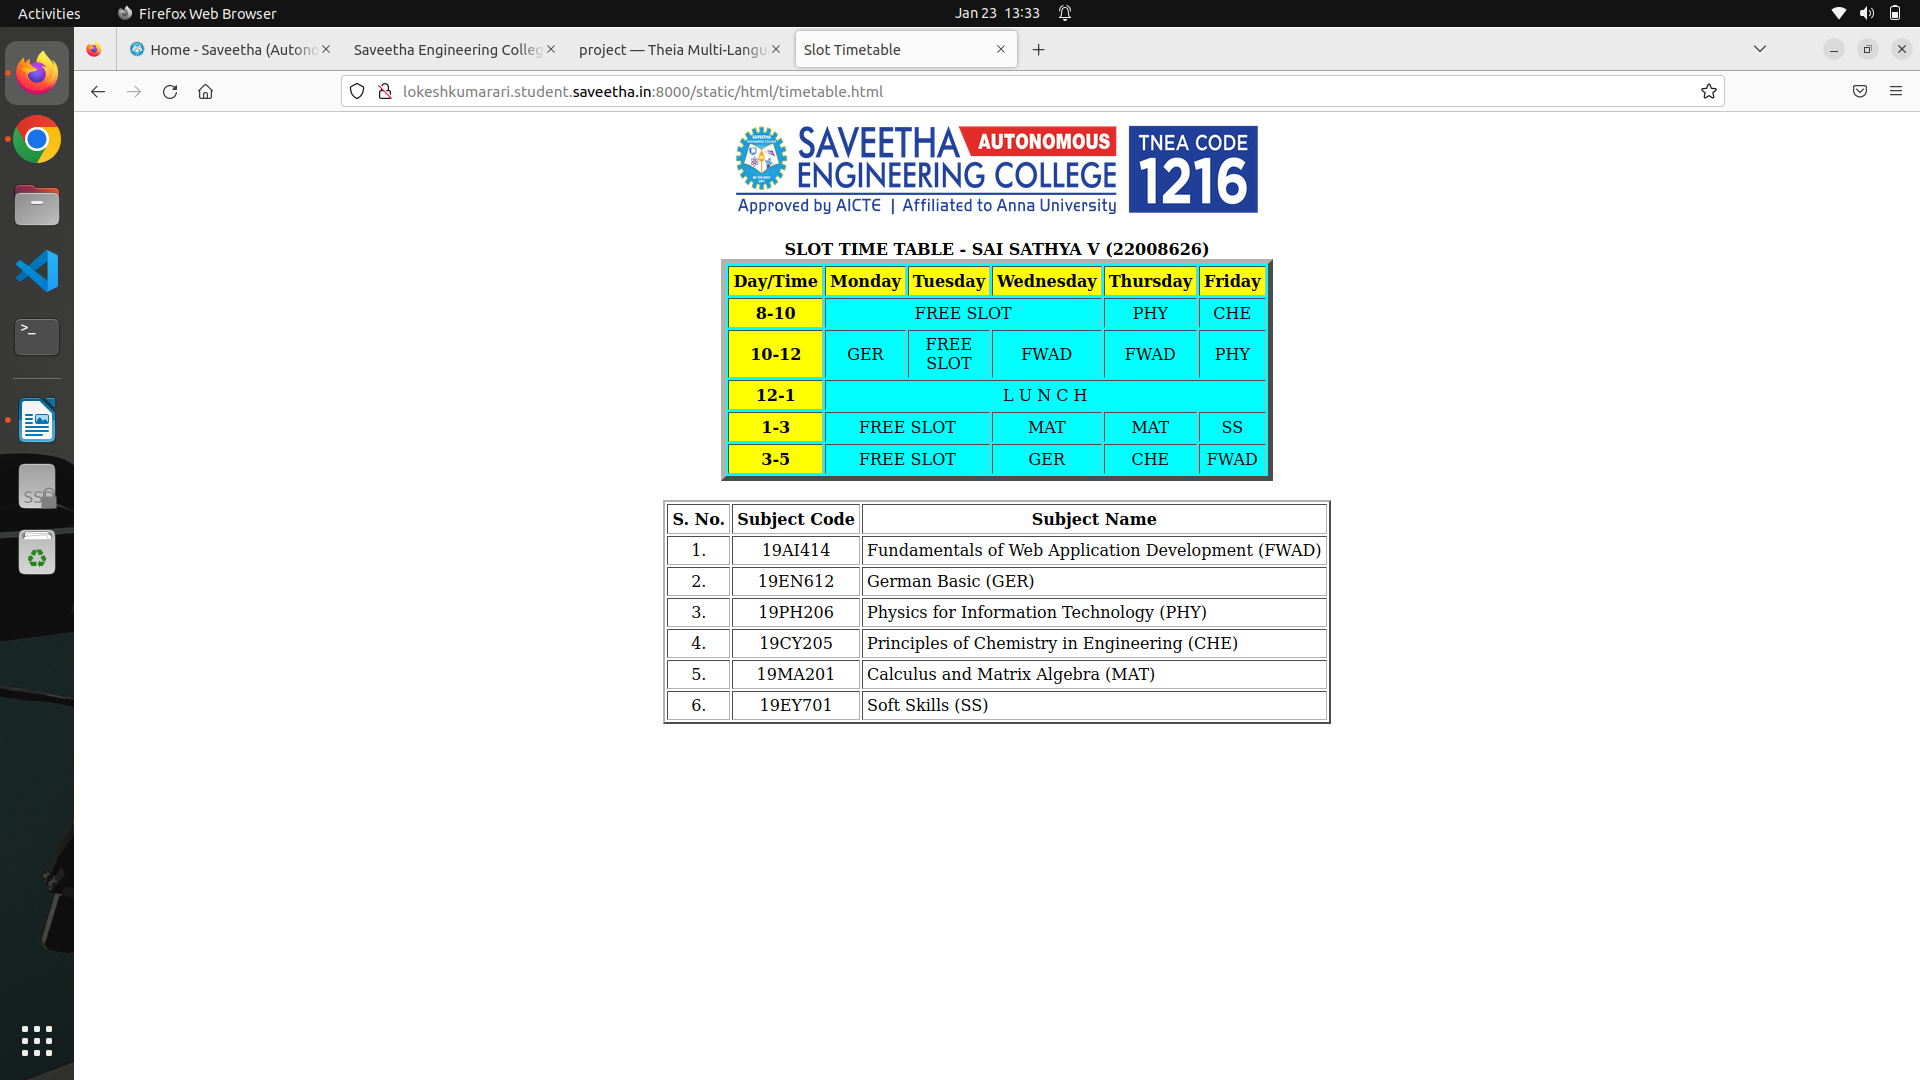 Activities Firefox Web Browser Jan 23 13:33
Home - Saveetha (Autono Saveetha Engineering Colleg project — Theia Multi-Langu Slot Timetable
lokeshkumarari.student.saveetha.in:8000/static/html/timetable.html
SAVEETHA AUTONOMOUS
ENGINEERING COLLEGE
Approved by AICTE | Affiliated to Anna University
TNEA CODE
1216
SLOT TIME TABLE - SAI SATHYA V (22008626)
Day/Time Monday Tuesday Wednesday Thursday Friday
8-10 FREE SLOT PHY CHE
10-12 GER FREE SLOT FWAD FWAD PHY
12-1 L U N C H
1-3 FREE SLOT MAT MAT SS
3-5 FREE SLOT GER CHE FWAD
S. No. Subject Code Subject Name
1. 19AI414 Fundamentals of Web Application Development (FWAD)
2. 19EN612 German Basic (GER)
3. 19PH206 Physics for Information Technology (PHY)
4. 19CY205 Principles of Chemistry in Engineering (CHE)
5. 19MA201 Calculus and Matrix Algebra (MAT)
6. 19EY701 Soft Skills (SS)
>_